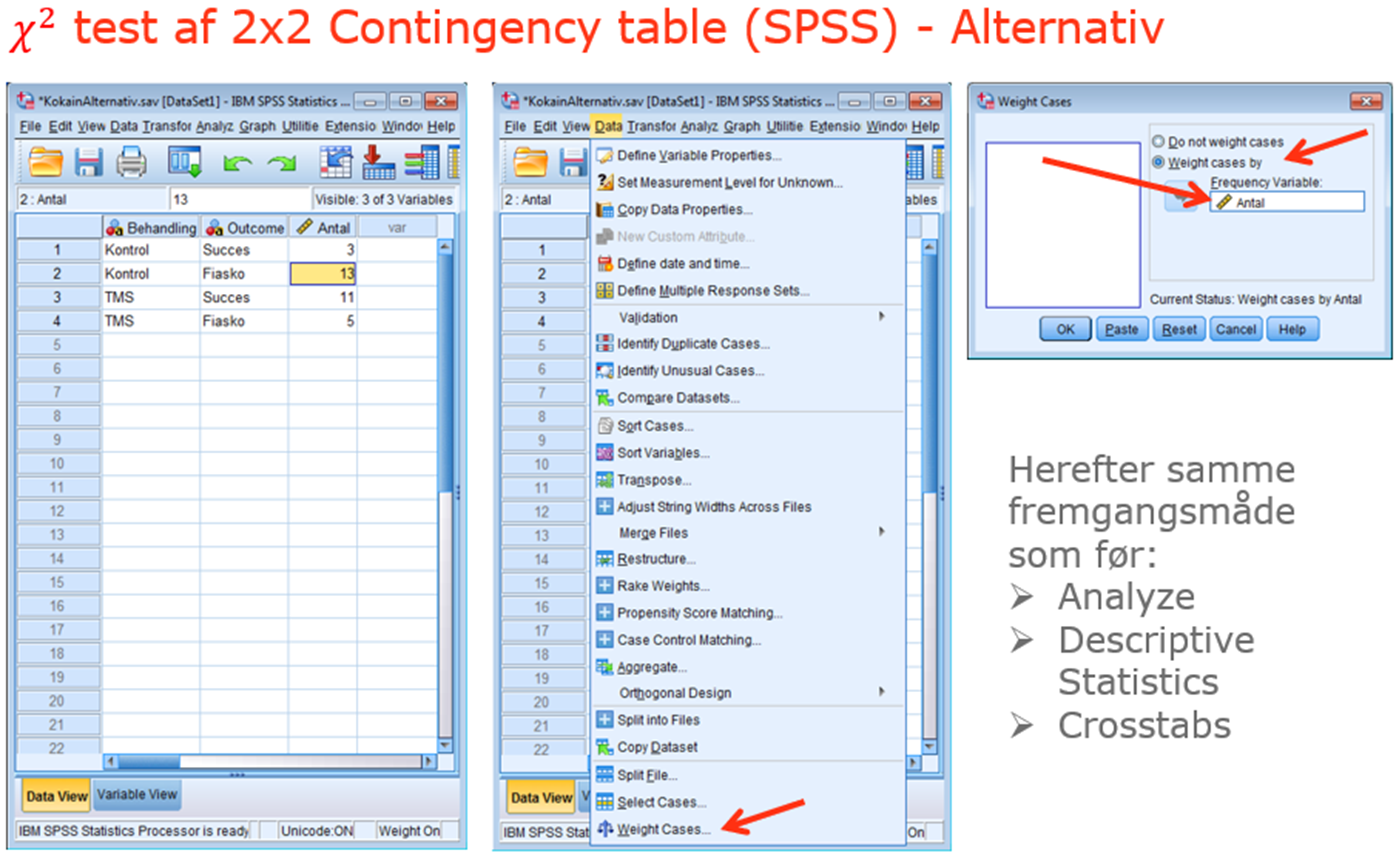 χ² test af 2x2 Contingency table (SPSS) - Alternativ
*KokainAlternativ.sav [DataSet1] - IBM SPSS Statistics ...
File Edit View Data Transfor Analyz Graph Utilitie Extensio Windo Help
2 : Antal 13 Visible: 3 of 3 Variables
Behandling Outcome Antal var
1 Kontrol Succes 3
2 Kontrol Fiasko 13
3 TMS Succes 11
4 TMS Fiasko 5
5
6
7
8
9
10
11
12
13
14
15
16
17
18
19
20
21
22
Data View Variable View
IBM SPSS Statistics Processor is ready Unicode:ON Weight On
*KokainAlternativ.sav [DataSet1] - IBM SPSS Statistics ...
File Edit View Data Transfor Analyz Graph Utilitie Extensio Windo Help
2 : Antal ables
1
2
3
4
5
6
7
8
9
10
11
12
13
14
15
16
17
18
19
20
21
22
Define Variable Properties...
Set Measurement Level for Unknown...
Copy Data Properties...
New Custom Attribute...
Define date and time...
Define Multiple Response Sets...
Validation
Identify Duplicate Cases...
Identify Unusual Cases...
Compare Datasets...
Sort Cases...
Sort Variables...
Transpose...
Adjust String Widths Across Files
Merge Files
Restructure...
Rake Weights...
Propensity Score Matching...
Case Control Matching...
Aggregate...
Orthogonal Design
Split into Files
Copy Dataset
Split File...
Select Cases...
Weight Cases...
Data View V
IBM SPSS Stat On
Weight Cases
Do not weight cases
Weight cases by
Frequency Variable:
Antal
Current Status: Weight cases by Antal
OK Paste Reset Cancel Help
Herefter samme
fremgangsmåde
som før:
➢ Analyze
➢ Descriptive
Statistics
➢ Crosstabs